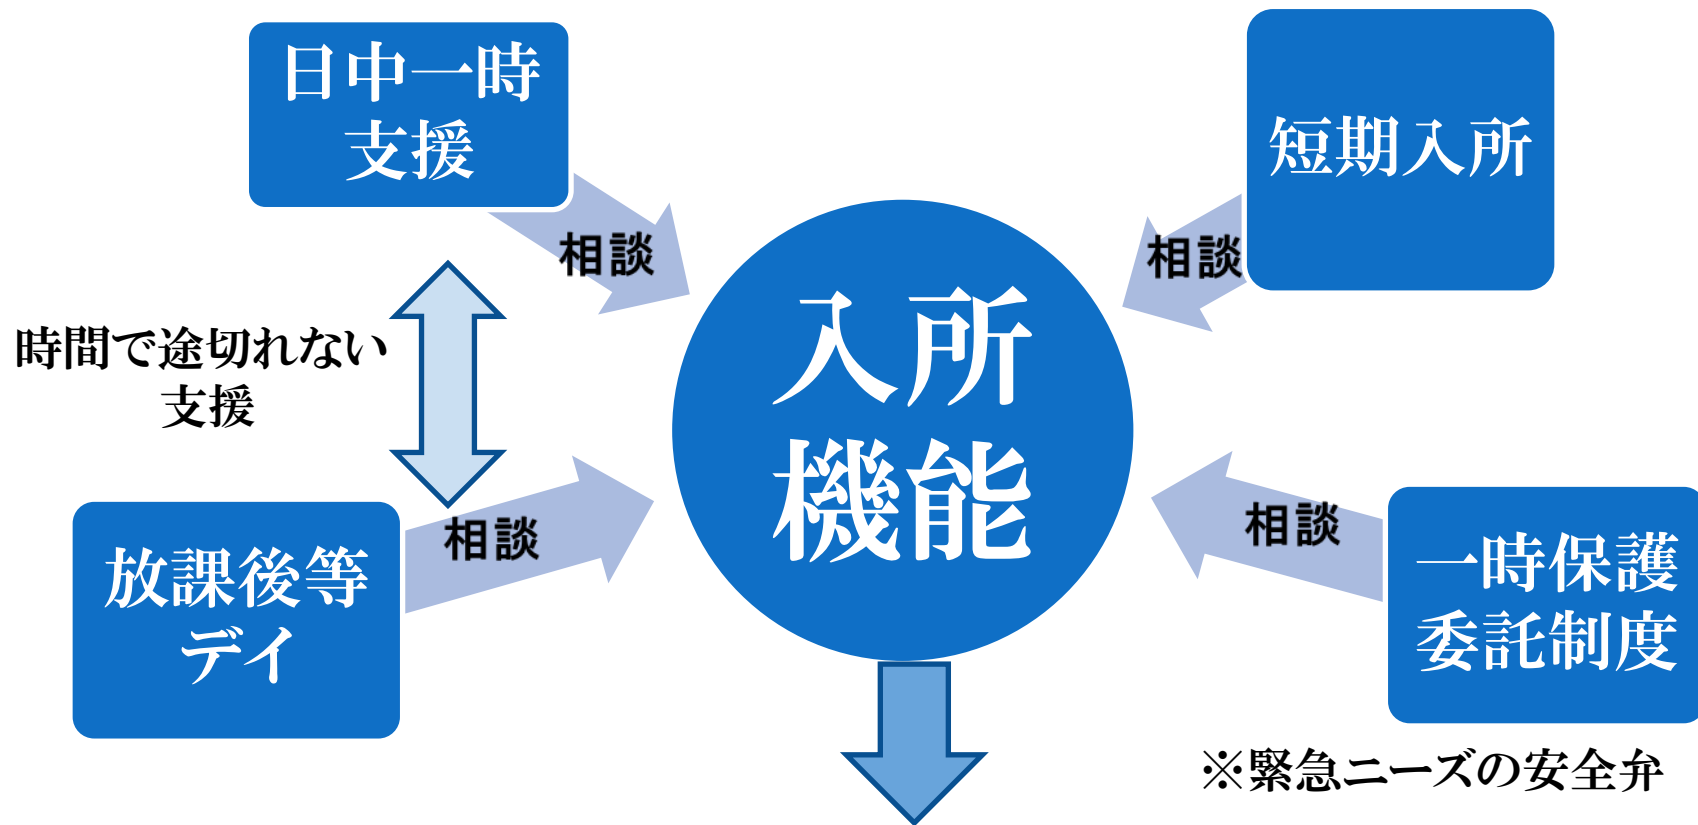 日中一時
支援
短期入所
相談
相談
時間で途切れない
支援
入所
機能
放課後等
デイ
相談
相談
一時保護
委託制度
※緊急ニーズの安全弁